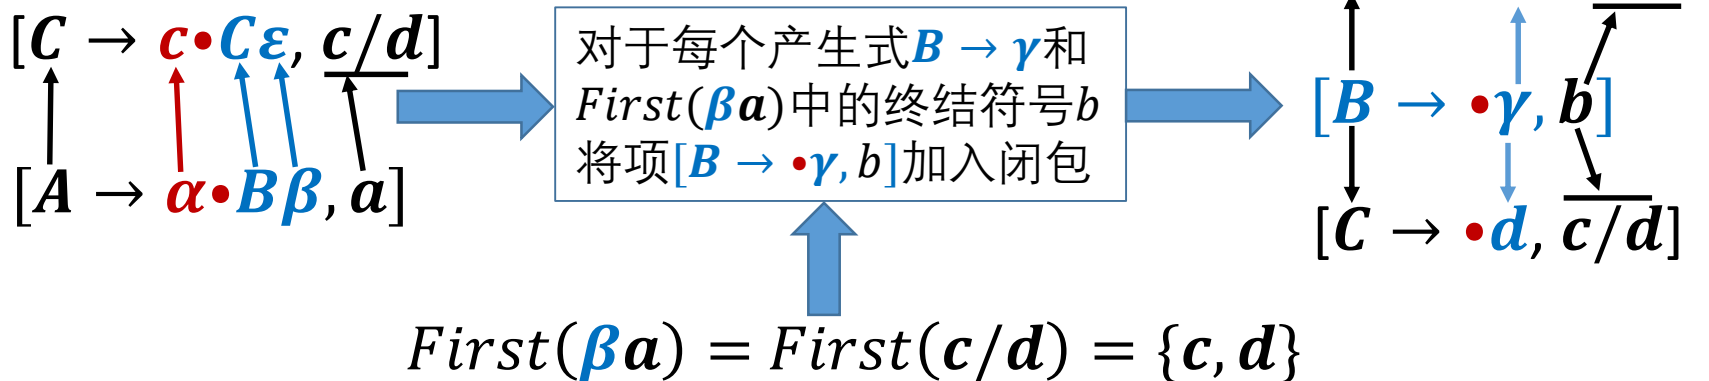 [C → c•Cε, c/d]
[A → α•Bβ, a]
对于每个产生式B → γ和
First(βa)中的终结符号b
将项[B → •γ, b]加入闭包
[B → •γ, b]
[C → •d, c/d]
First(βa) = First(c/d) = {c, d}